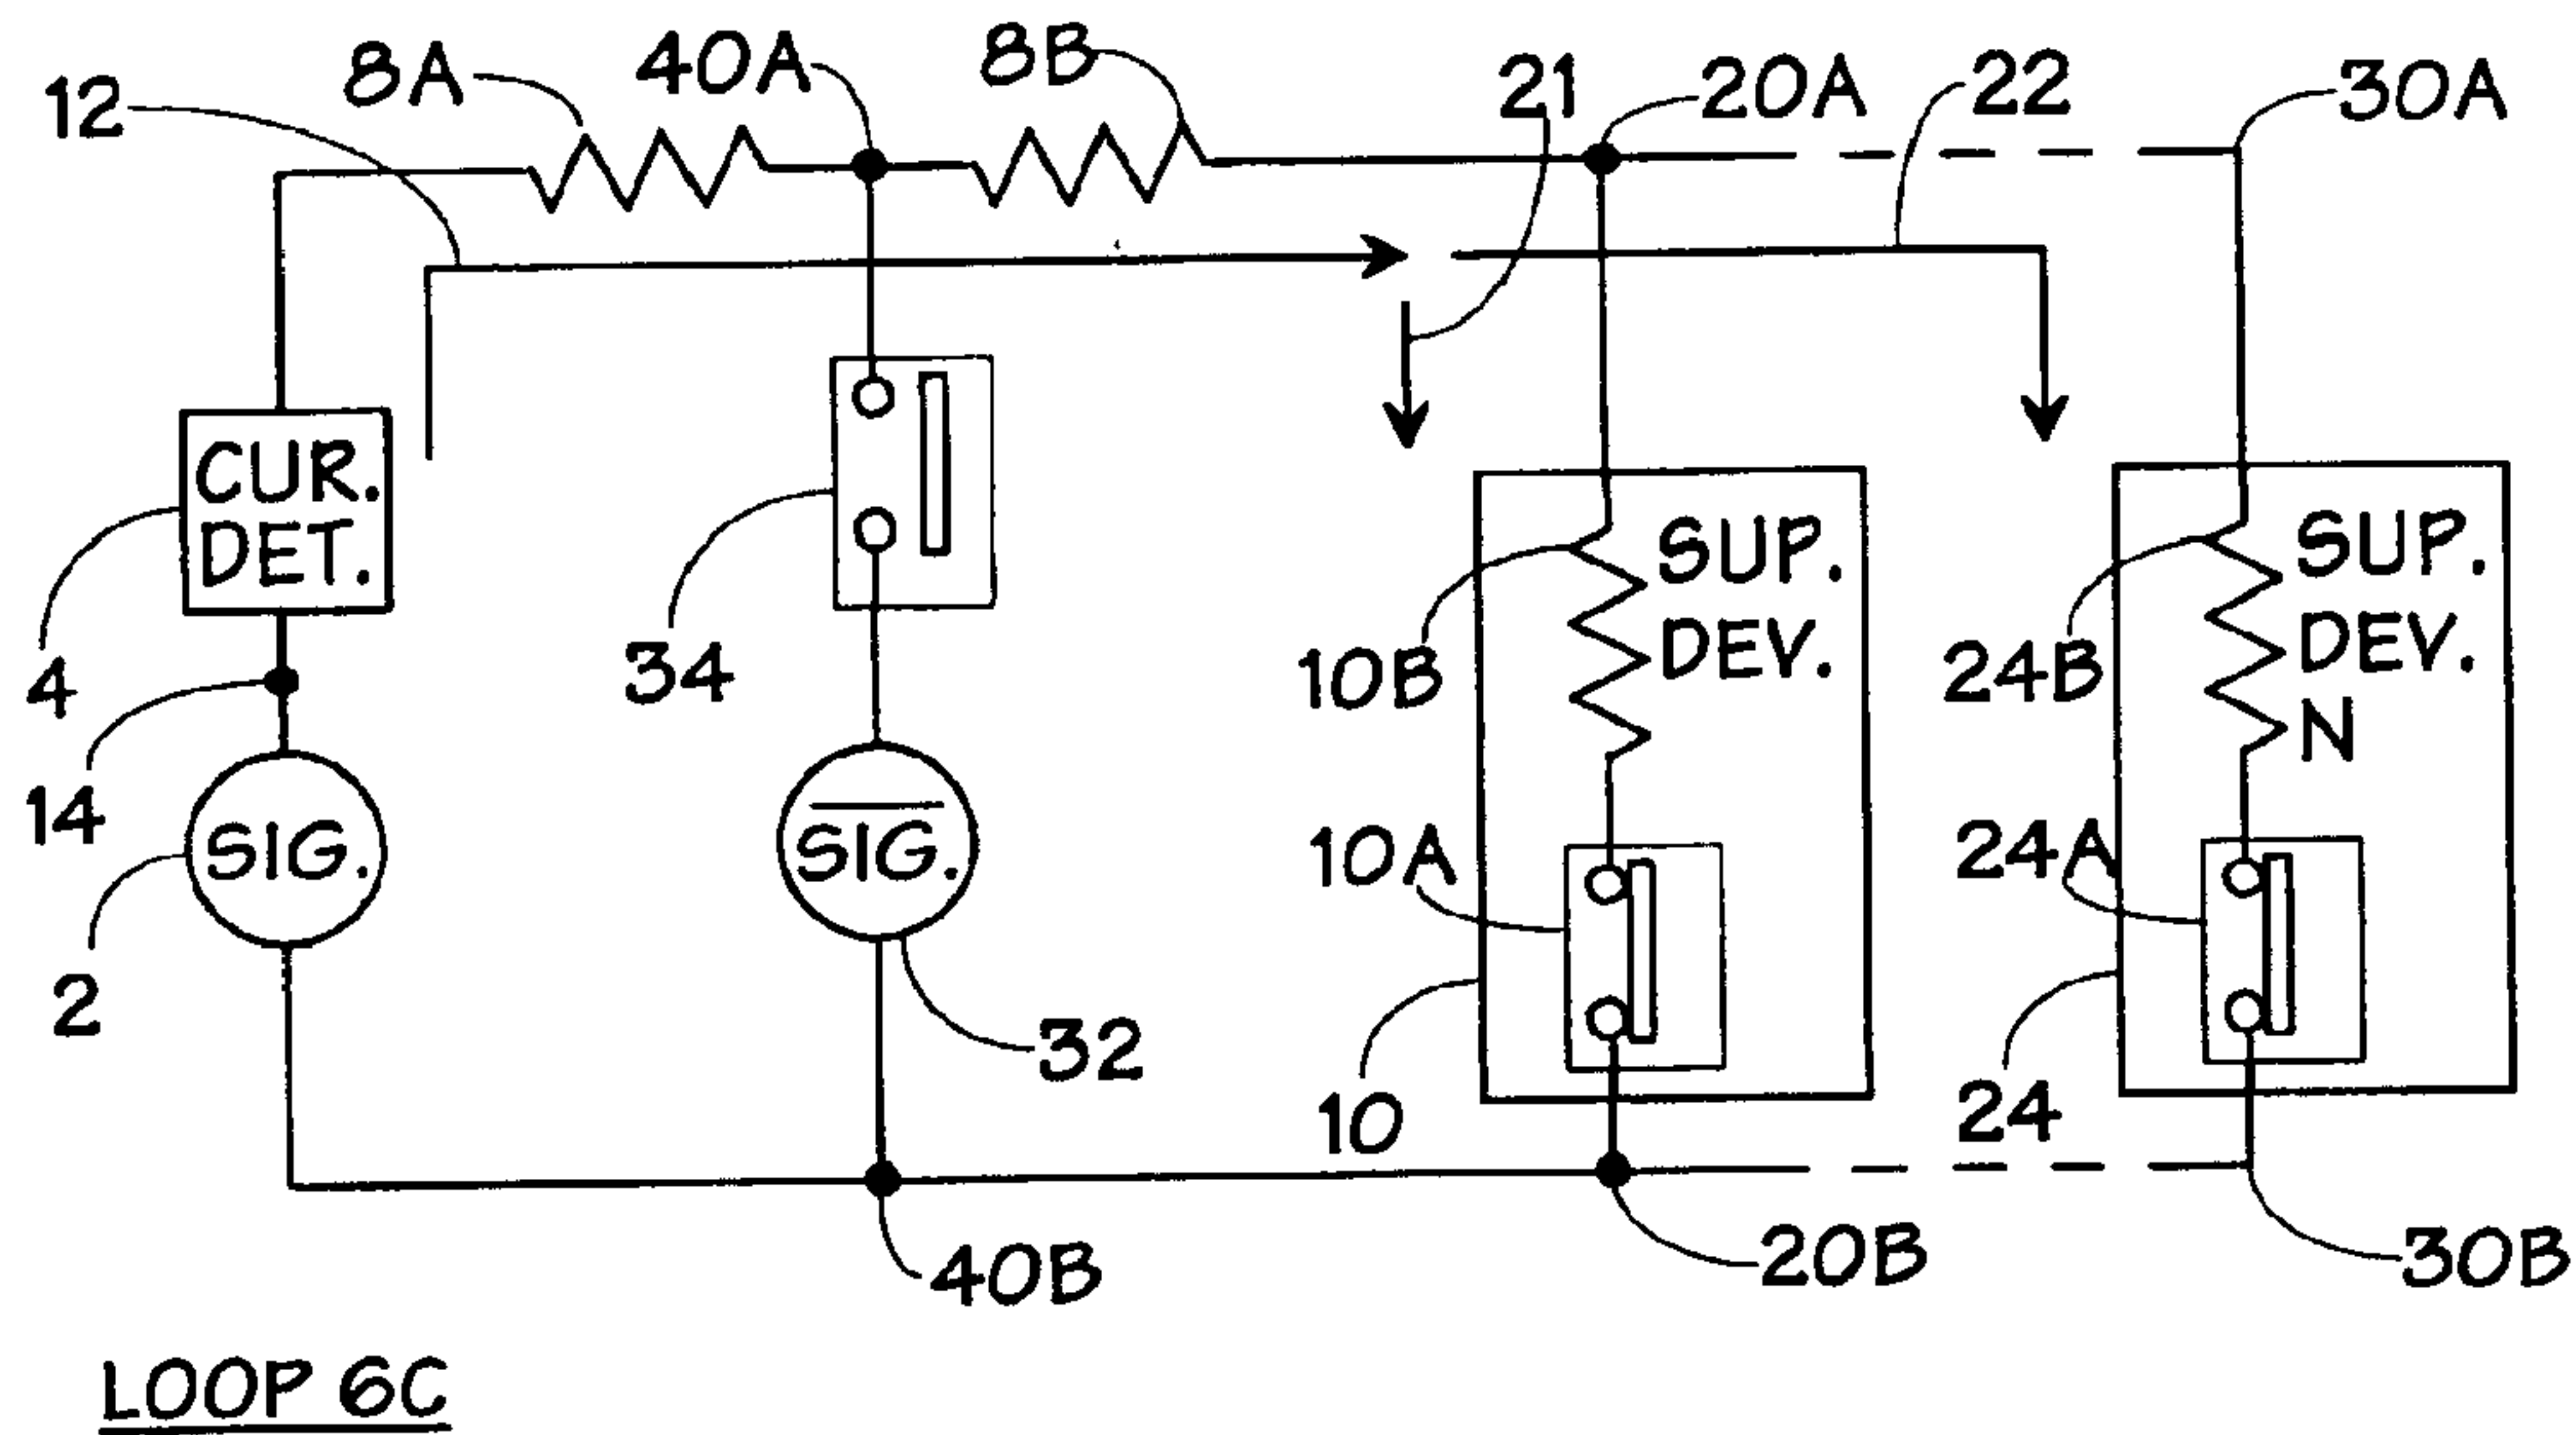 12
8A
40A
8B
21
20A
22
30A
CUR.
DET.
4
14
SIG.
2
34
S̅I̅G̅.
32
SUP.
DEV.
10B
10A
10
SUP.
DEV.
N
24B
24A
24
40B
20B
30B
LOOP 6C